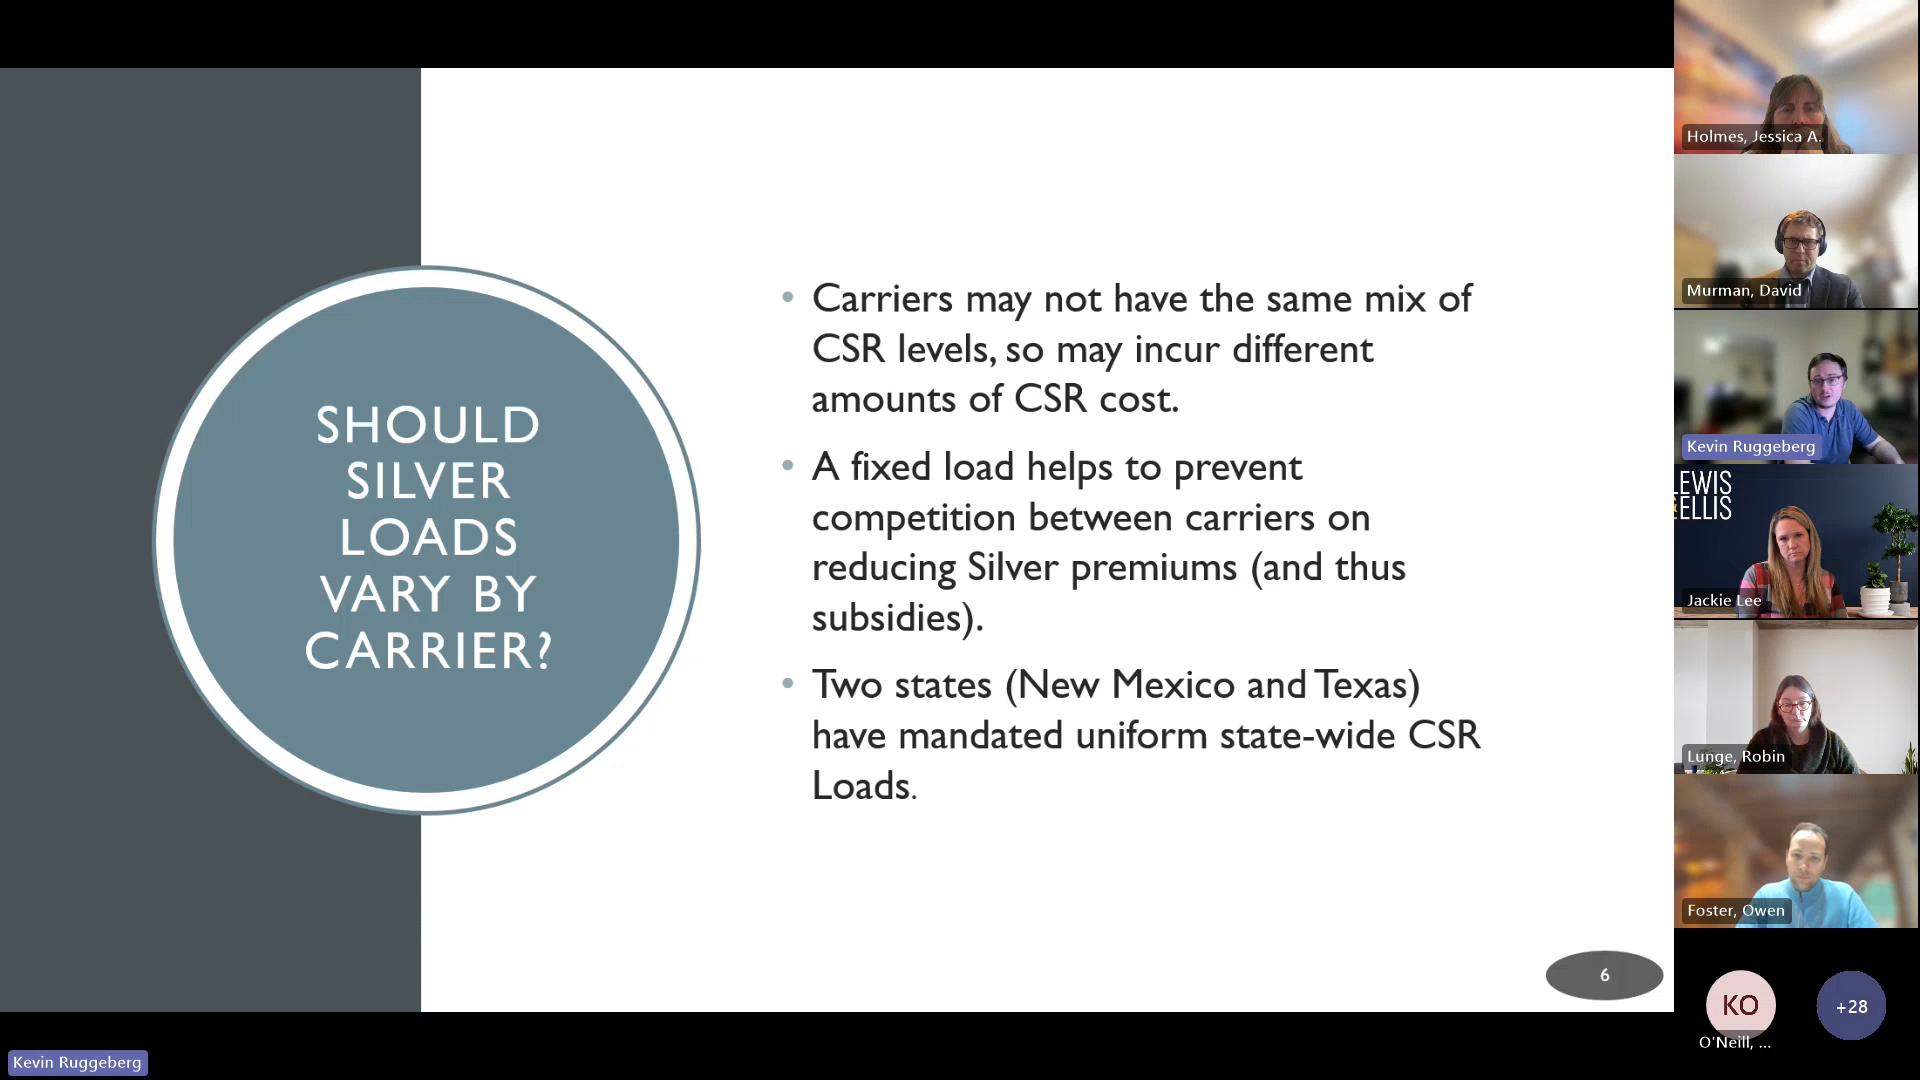 SHOULD
SILVER
LOADS
VARY BY
CARRIER?
• Carriers may not have the same mix of
CSR levels, so may incur different
amounts of CSR cost.
• A fixed load helps to prevent
competition between carriers on
reducing Silver premiums (and thus
subsidies).
• Two states (New Mexico and Texas)
have mandated uniform state-wide CSR
Loads.
6
Kevin Ruggeberg
Holmes, Jessica A.
Murman, David
Kevin Ruggeberg
LEWIS
&ELLIS
Jackie Lee
Lunge, Robin
Foster, Owen
KO
O'Neill, ...
+28